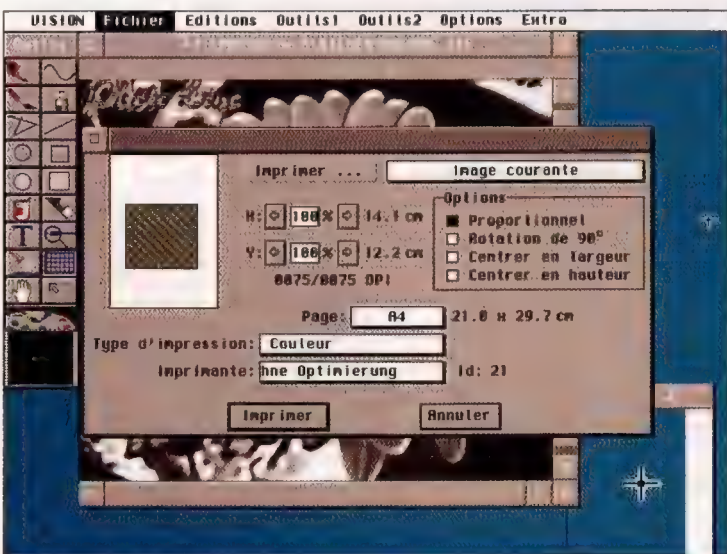 VISION Fichier Editions Outils1 Outils2 Options Extra
Imprimer ... Image courante
X: 100 % 14.1 cm
Y: 100 % 12.2 cm
0075/0075 DPI
Options
Proportionnel
Rotation de 90°
Centrer en largeur
Centrer en hauteur
Page: A4 21.0 x 29.7 cm
Type d'impression: Couleur
Imprimante: hne Optimierung Id: 21
Imprimer Annuler